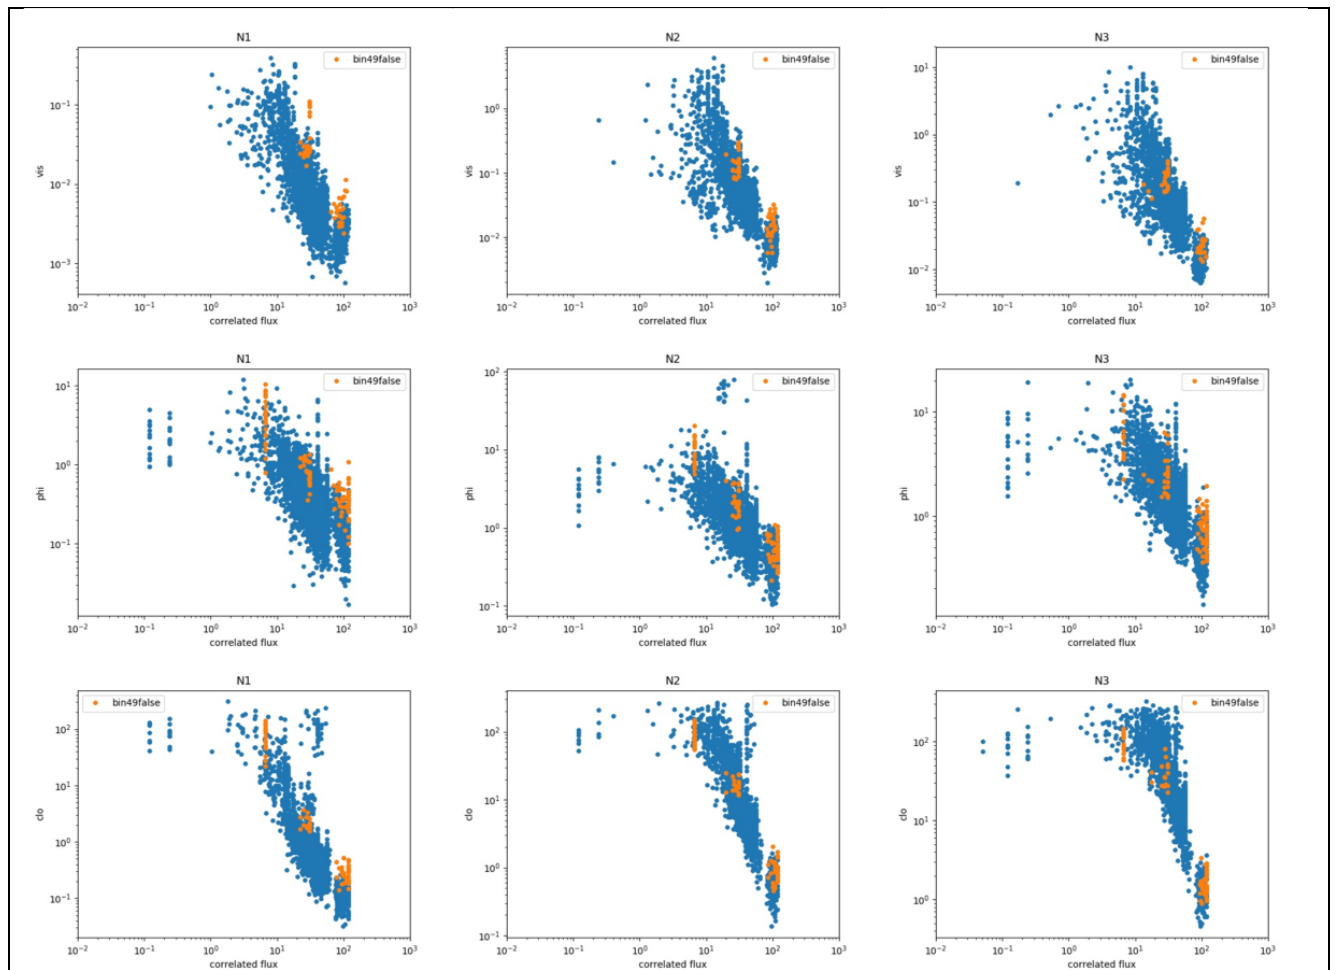 N1 N2 N3
bin49false bin49false bin49false
vis vis vis
10⁻¹ 10⁻² 10⁻³
10⁰ 10⁻¹ 10⁻²
10¹ 10⁰ 10⁻¹ 10⁻²
10⁻² 10⁻¹ 10⁰ 10¹ 10² 10³ 10⁻² 10⁻¹ 10⁰ 10¹ 10² 10³ 10⁻² 10⁻¹ 10⁰ 10¹ 10² 10³
correlated flux correlated flux correlated flux
N1 N2 N3
bin49false bin49false bin49false
phi phi phi
10¹ 10⁰ 10⁻¹
10² 10¹ 10⁰ 10⁻¹
10¹ 10⁰
10⁻² 10⁻¹ 10⁰ 10¹ 10² 10³ 10⁻² 10⁻¹ 10⁰ 10¹ 10² 10³ 10⁻² 10⁻¹ 10⁰ 10¹ 10² 10³
correlated flux correlated flux correlated flux
N1 N2 N3
bin49false bin49false bin49false
clo clo clo
10² 10¹ 10⁰ 10⁻¹
10² 10¹ 10⁰ 10⁻¹
10² 10¹ 10⁰
10⁻² 10⁻¹ 10⁰ 10¹ 10² 10³ 10⁻² 10⁻¹ 10⁰ 10¹ 10² 10³ 10⁻² 10⁻¹ 10⁰ 10¹ 10² 10³
correlated flux correlated flux correlated flux